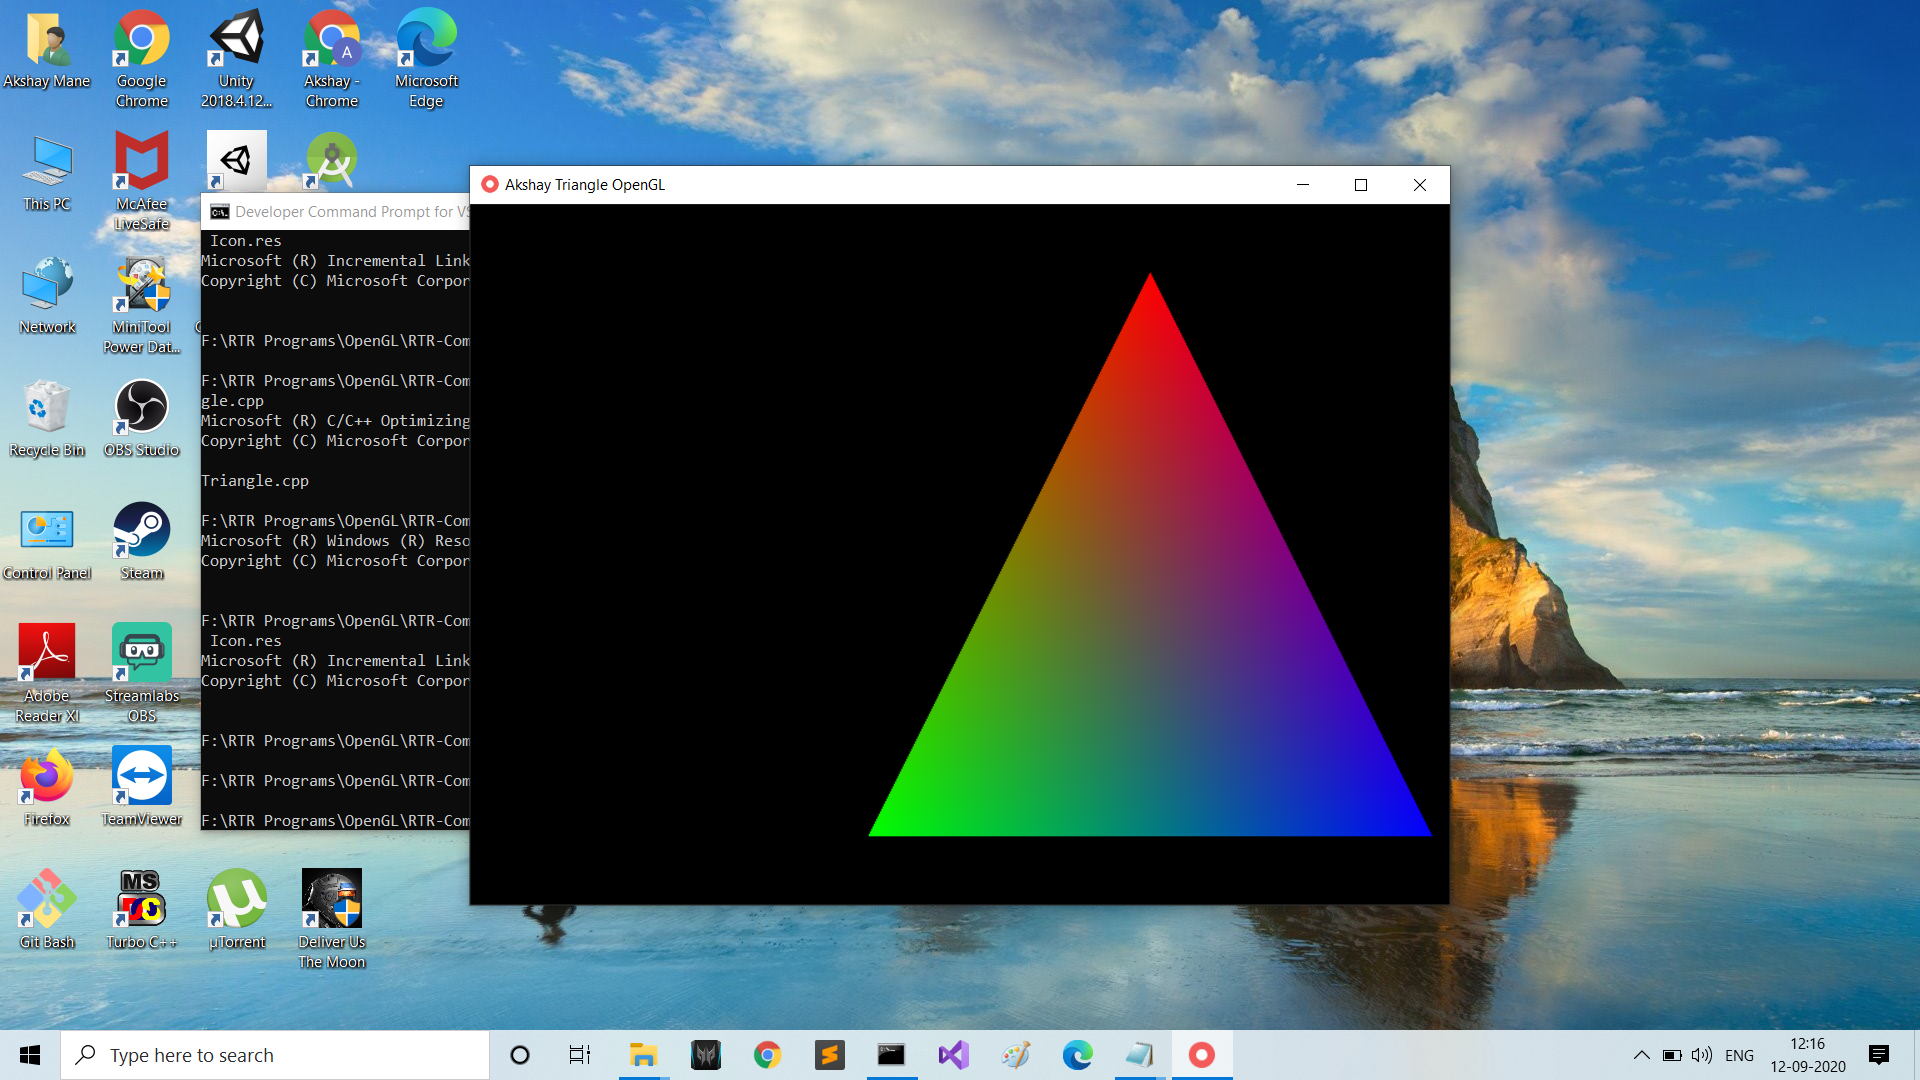 Akshay Mane
Google
Chrome
Unity
2018.4.12...
A
Akshay -
Chrome
Microsoft
Edge
This PC
McAfee
LiveSafe
Network
MiniTool
Power Dat...
Recycle Bin
OBS Studio
Control Panel
Steam
Adobe
Reader XI
Streamlabs
OBS
Firefox
TeamViewer
Git Bash
MS
Turbo C++
µTorrent
Deliver Us
The Moon
Developer Command Prompt for VS
Icon.res
Microsoft (R) Incremental Link
Copyright (C) Microsoft Corpor
F:\RTR Programs\OpenGL\RTR-Com
F:\RTR Programs\OpenGL\RTR-Com
gle.cpp
Microsoft (R) C/C++ Optimizing
Copyright (C) Microsoft Corpor
Triangle.cpp
F:\RTR Programs\OpenGL\RTR-Com
Microsoft (R) Windows (R) Reso
Copyright (C) Microsoft Corpor
F:\RTR Programs\OpenGL\RTR-Com
Icon.res
Microsoft (R) Incremental Link
Copyright (C) Microsoft Corpor
F:\RTR Programs\OpenGL\RTR-Com
F:\RTR Programs\OpenGL\RTR-Com
F:\RTR Programs\OpenGL\RTR-Com
Akshay Triangle OpenGL
Type here to search
ENG
12:16
12-09-2020